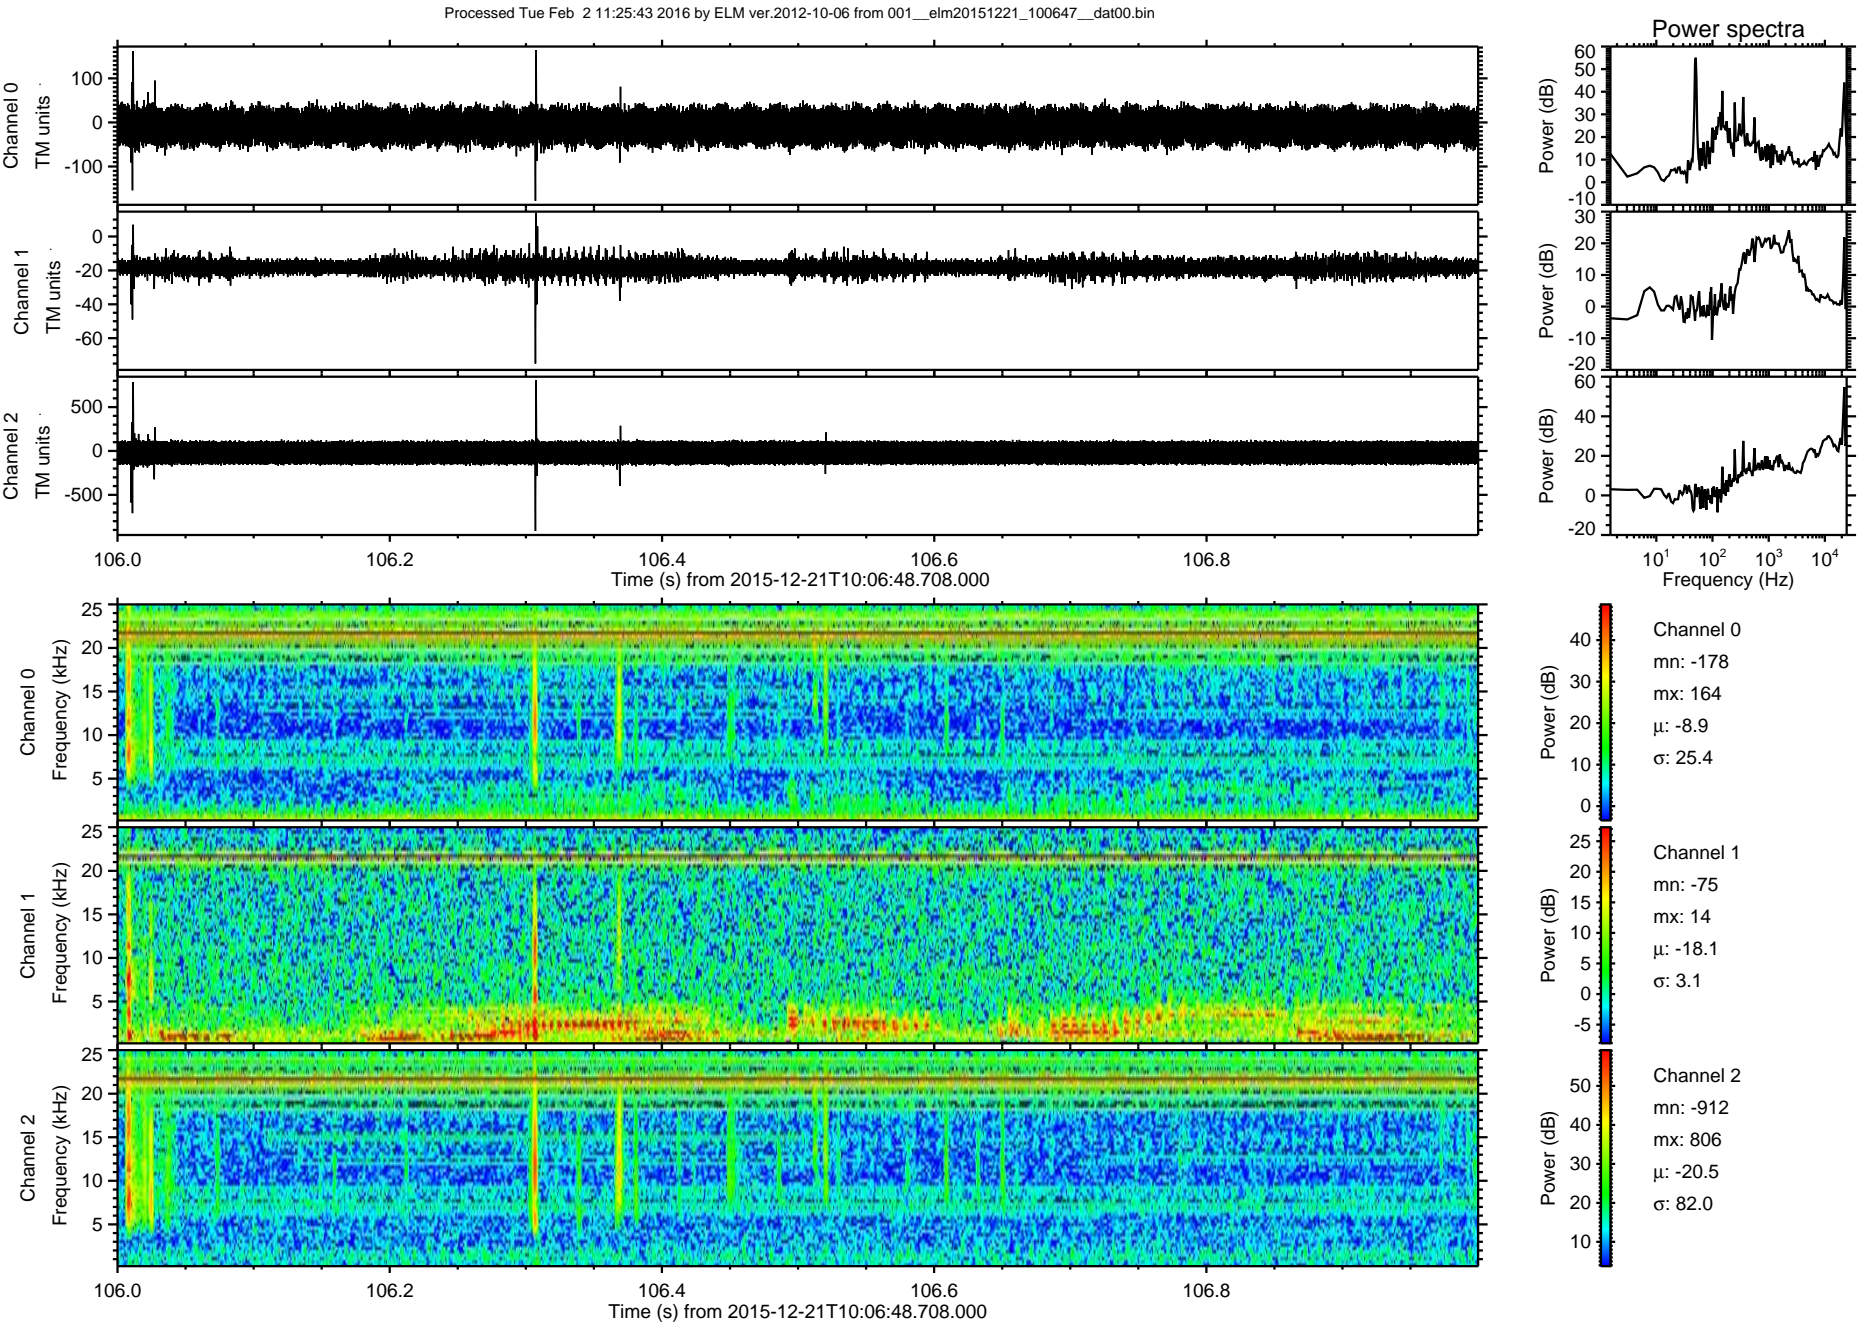 Processed Tue Feb  2 11:25:43 2016 by ELM ver.2012-10-06 from 001__elm20151221_100647__dat00.bin
Power spectra
Channel 0
TM units
100
0
-100
Power (dB)
60
50
40
30
20
10
0
-10
Channel 1
TM units
0
-20
-40
-60
Power (dB)
30
20
10
0
-10
-20
Channel 2
TM units
500
0
-500
Power (dB)
60
40
20
0
-20
106.0 106.2 106.4 106.6 106.8
Time (s) from 2015-12-21T10:06:48.708.000
10¹ 10² 10³ 10⁴
Frequency (Hz)
Channel 0
Frequency (kHz)
25
20
15
10
5
Power (dB)
40
30
20
10
0
Channel 0
mn: -178
mx: 164
μ: -8.9
σ: 25.4
Channel 1
Frequency (kHz)
25
20
15
10
5
Power (dB)
25
20
15
10
5
0
-5
Channel 1
mn: -75
mx: 14
μ: -18.1
σ: 3.1
Channel 2
Frequency (kHz)
25
20
15
10
5
Power (dB)
50
40
30
20
10
Channel 2
mn: -912
mx: 806
μ: -20.5
σ: 82.0
106.0 106.2 106.4 106.6 106.8
Time (s) from 2015-12-21T10:06:48.708.000